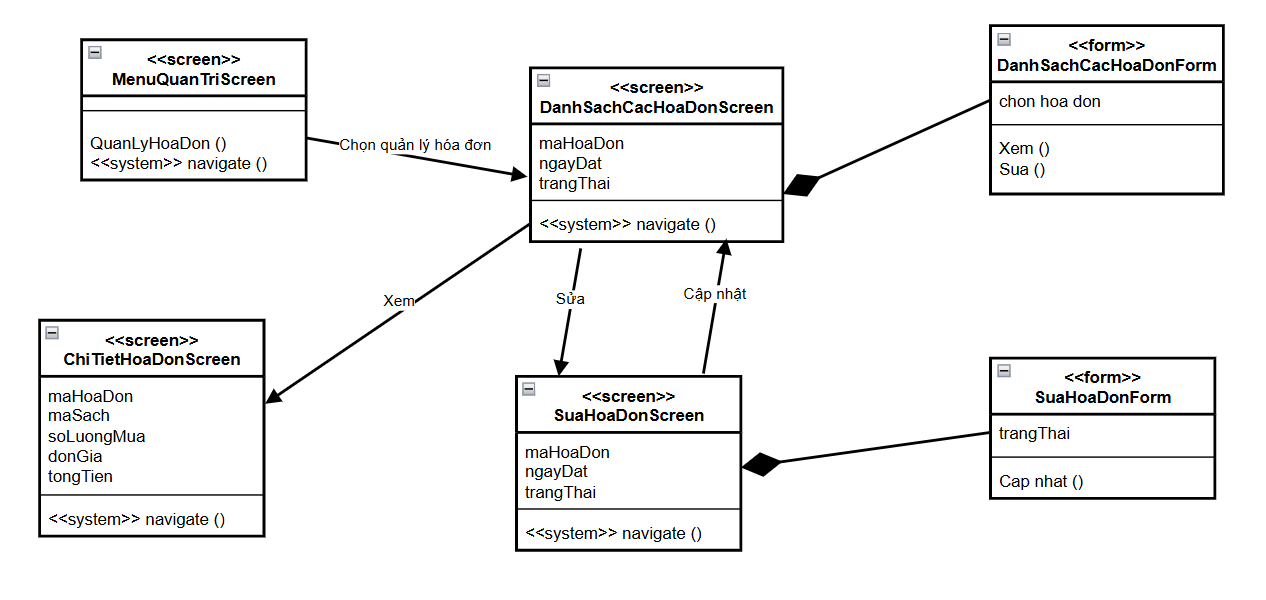 <<screen>>
MenuQuanTriScreen
QuanLyHoaDon ()
<<system>> navigate ()
Chọn quản lý hóa đơn
<<screen>>
DanhSachCacHoaDonScreen
maHoaDon
ngayDat
trangThai
<<system>> navigate ()
<<form>>
DanhSachCacHoaDonForm
chon hoa don
Xem ()
Sua ()
Xem
Sửa
Cập nhật
<<screen>>
ChiTietHoaDonScreen
maHoaDon
maSach
soLuongMua
donGia
tongTien
<<system>> navigate ()
<<screen>>
SuaHoaDonScreen
maHoaDon
ngayDat
trangThai
<<system>> navigate ()
<<form>>
SuaHoaDonForm
trangThai
Cap nhat ()